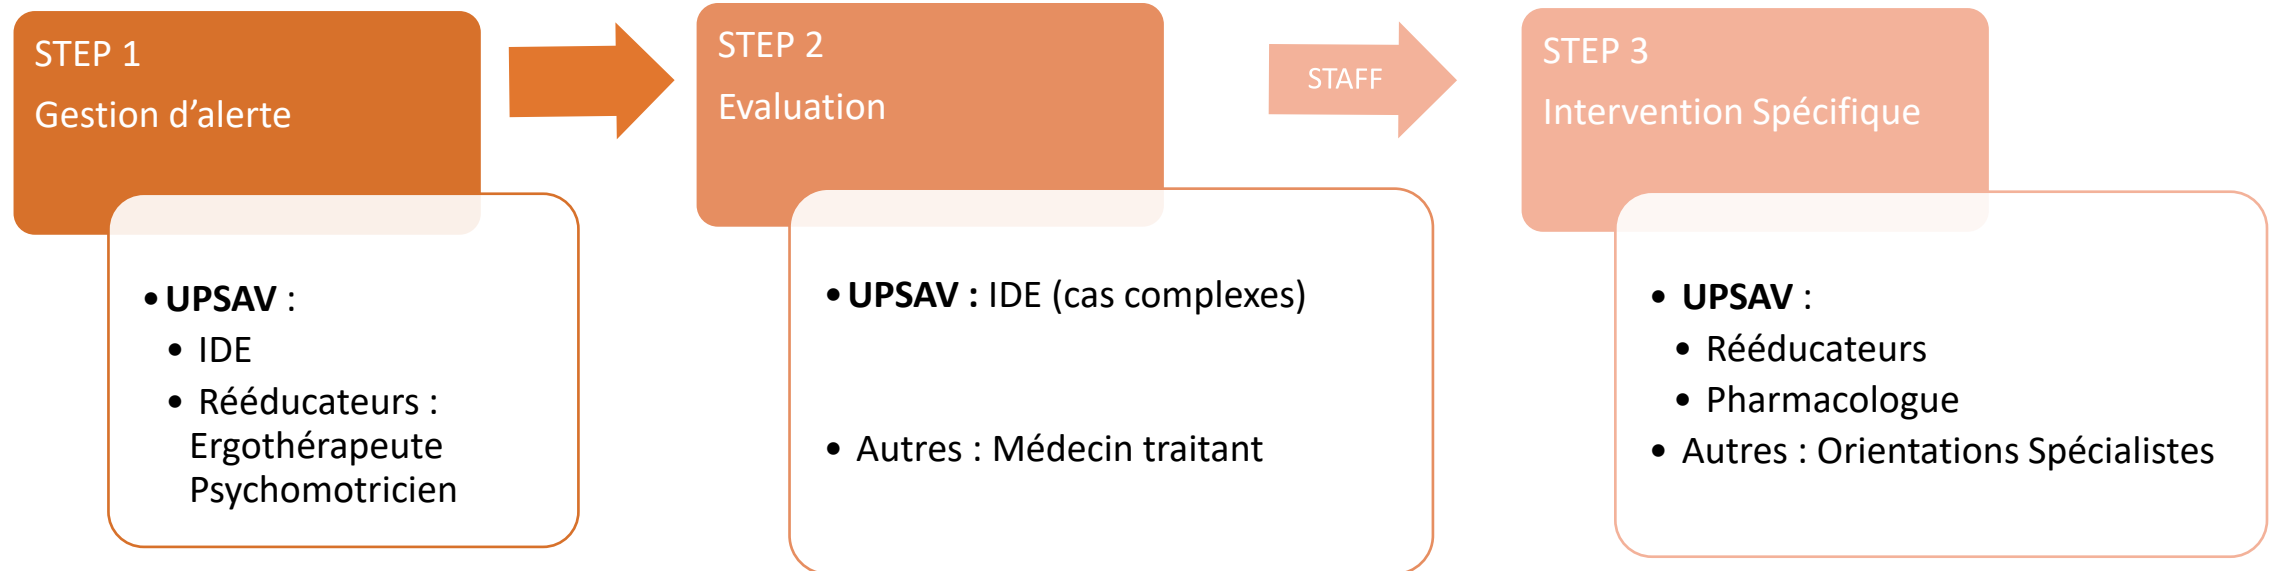 STEP 1
Gestion d’alerte
• UPSAV :
• IDE
• Rééducateurs :
Ergothérapeute
Psychomotricien
STEP 2
Evaluation
• UPSAV : IDE (cas complexes)
• Autres : Médecin traitant
STAFF
STEP 3
Intervention Spécifique
• UPSAV :
• Rééducateurs
• Pharmacologue
• Autres : Orientations Spécialistes